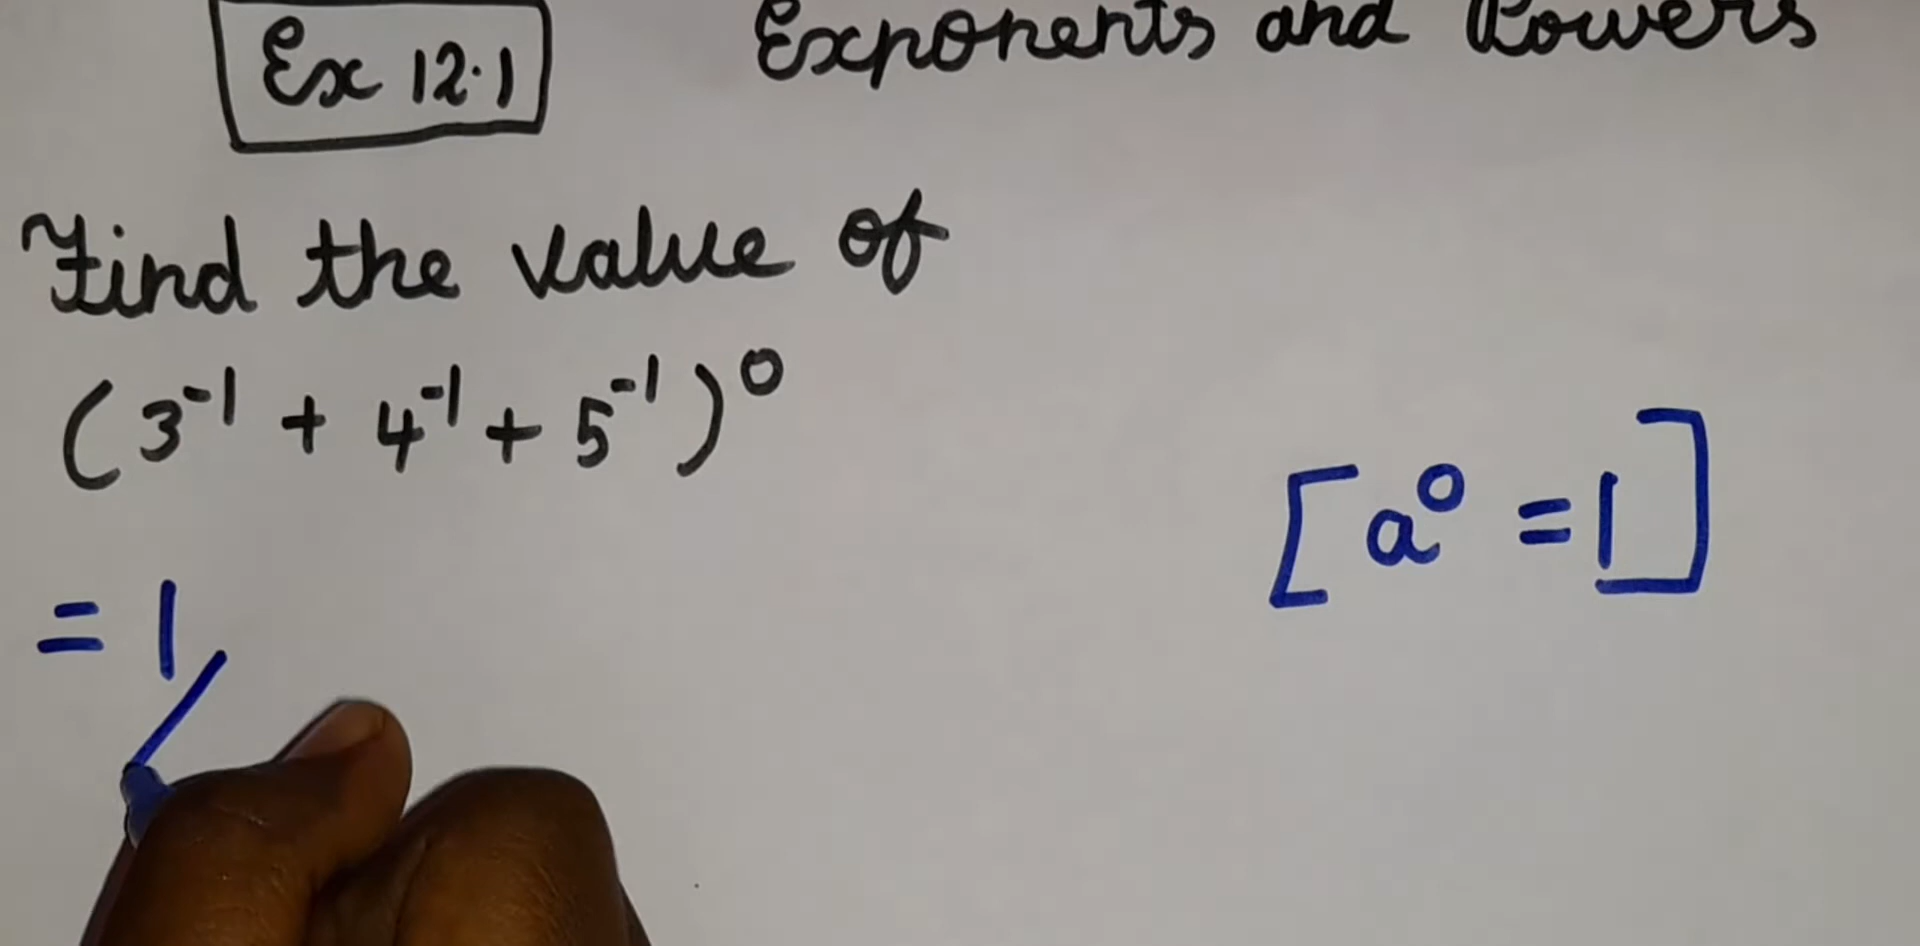 Ex 12.1 Exponents and Powers
Find the value of
(3⁻¹ + 4⁻¹ + 5⁻¹)⁰
[a⁰ = 1]
= 1